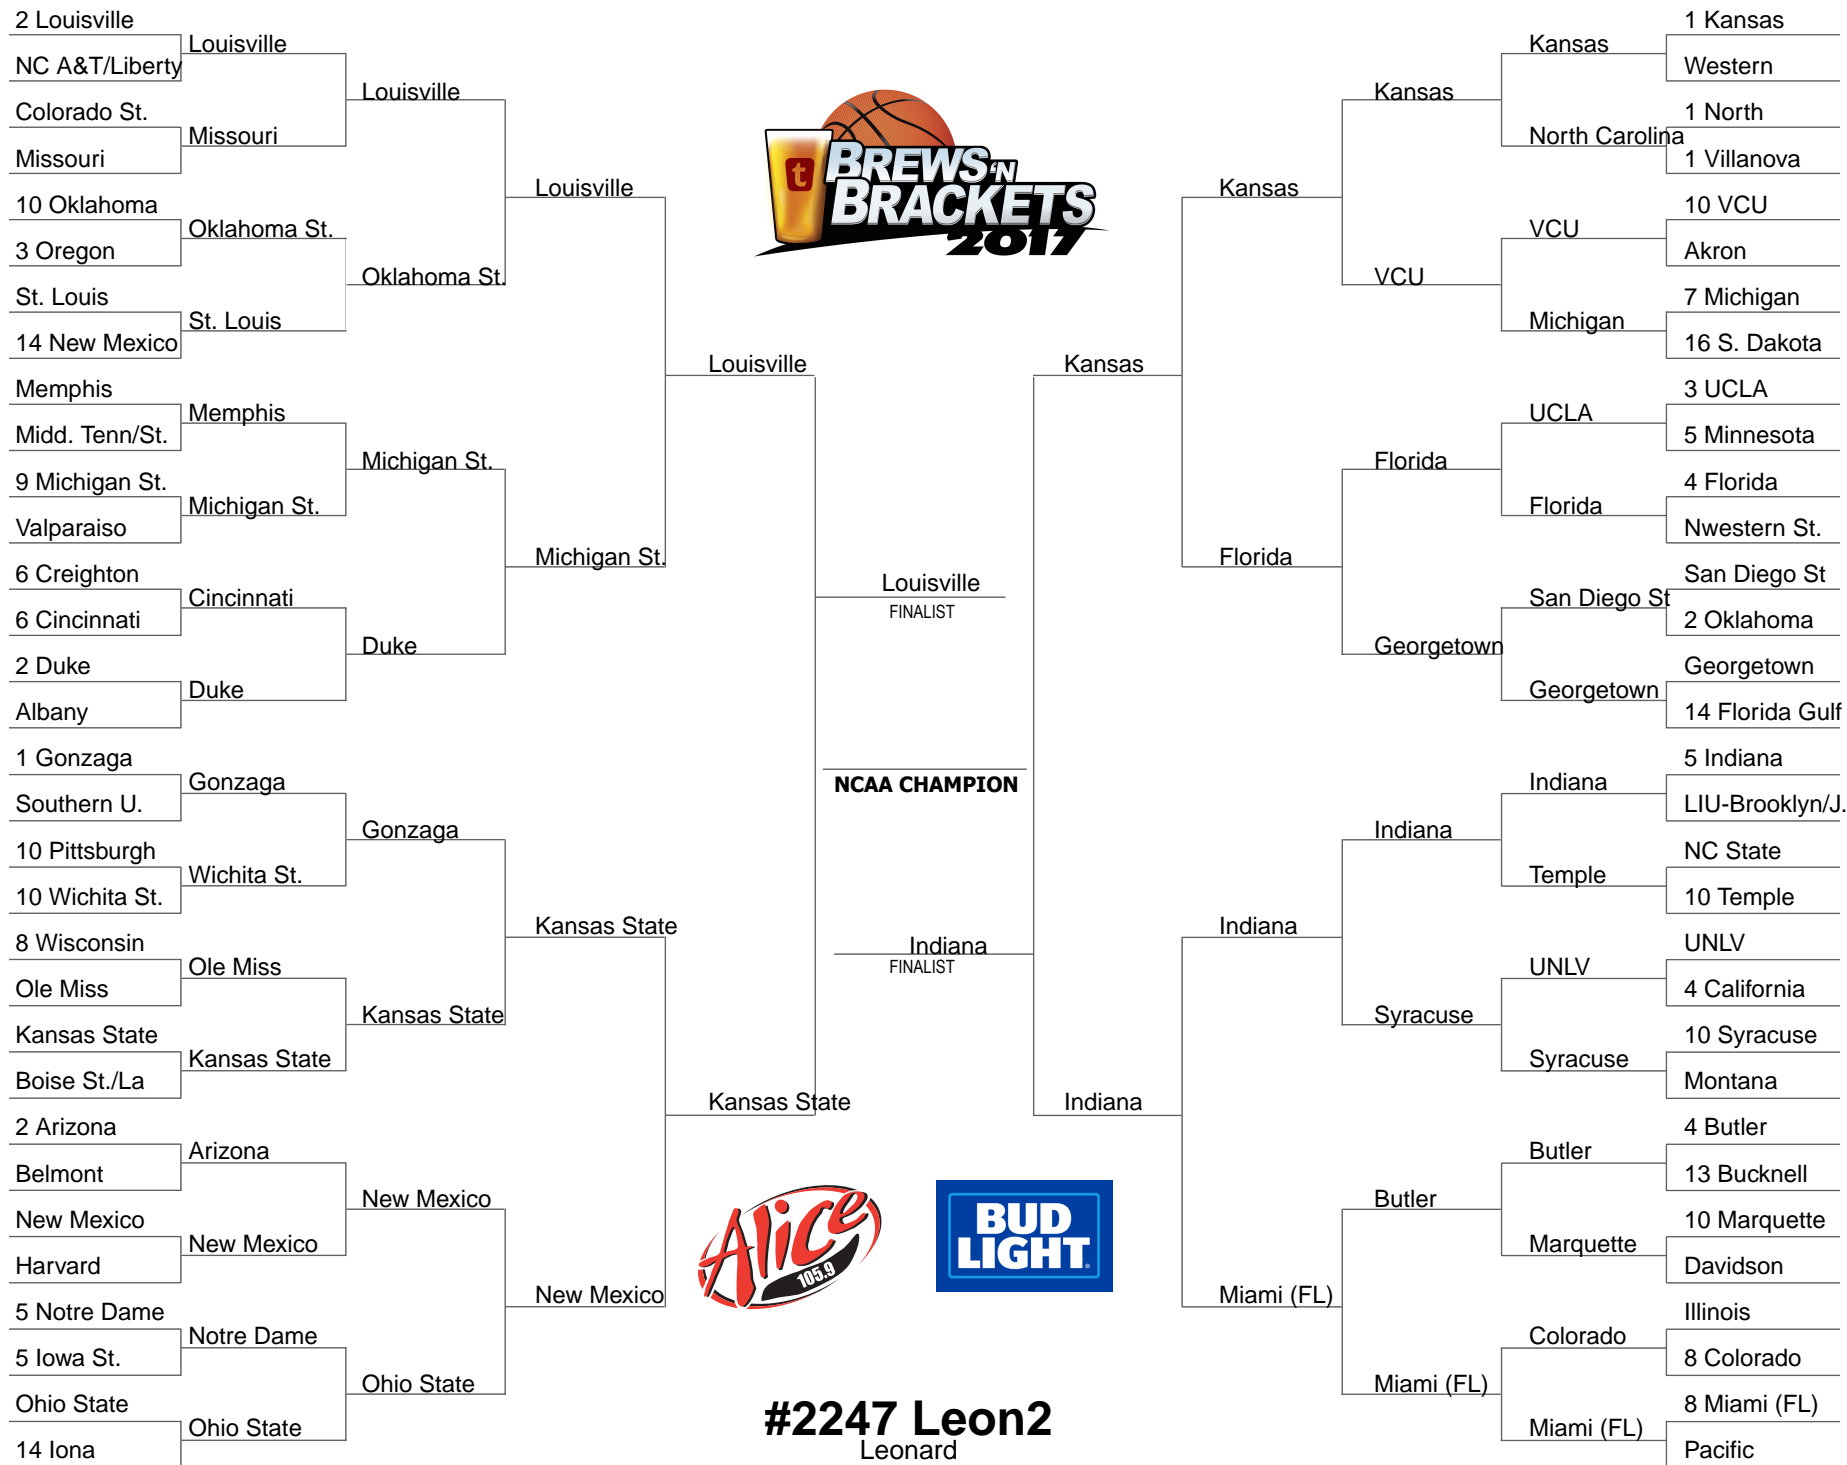 2 Louisville
NC A&T/Liberty
Colorado St.
Missouri
10 Oklahoma
3 Oregon
St. Louis
14 New Mexico
Memphis
Midd. Tenn/St.
9 Michigan St.
Valparaiso
6 Creighton
6 Cincinnati
2 Duke
Albany
1 Gonzaga
Southern U.
10 Pittsburgh
10 Wichita St.
8 Wisconsin
Ole Miss
Kansas State
Boise St./La
2 Arizona
Belmont
New Mexico
Harvard
5 Notre Dame
5 Iowa St.
Ohio State
14 Iona
Louisville
Missouri
Oklahoma St.
St. Louis
Memphis
Michigan St.
Cincinnati
Duke
Gonzaga
Wichita St.
Ole Miss
Kansas State
Arizona
New Mexico
Notre Dame
Ohio State
Louisville
Oklahoma St.
Michigan St.
Duke
Gonzaga
Kansas State
New Mexico
Ohio State
Louisville
Michigan St.
Kansas State
New Mexico
Louisville
Kansas State
t
BREWS 'N
BRACKETS
2017
Louisville
FINALIST
NCAA CHAMPION
Indiana
FINALIST
Alice
105.9
BUD
LIGHT
#2247 Leon2
Leonard
Kansas
Indiana
Kansas
Florida
Indiana
Miami (FL)
Kansas
VCU
Florida
Georgetown
Indiana
Syracuse
Butler
Miami (FL)
Kansas
North Carolina
VCU
Michigan
UCLA
Florida
San Diego St
Georgetown
Indiana
Temple
UNLV
Syracuse
Butler
Marquette
Colorado
Miami (FL)
1 Kansas
Western
1 North
1 Villanova
10 VCU
Akron
7 Michigan
16 S. Dakota
3 UCLA
5 Minnesota
4 Florida
Nwestern St.
San Diego St
2 Oklahoma
Georgetown
14 Florida Gulf
5 Indiana
LIU-Brooklyn/J.
NC State
10 Temple
UNLV
4 California
10 Syracuse
Montana
4 Butler
13 Bucknell
10 Marquette
Davidson
Illinois
8 Colorado
8 Miami (FL)
Pacific